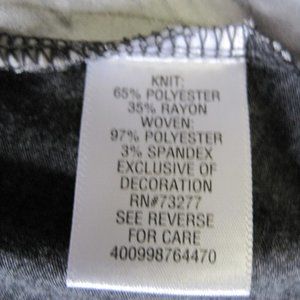 KNIT:
65% POLYESTER
35% RAYON
WOVEN:
97% POLYESTER
3% SPANDEX
EXCLUSIVE OF
DECORATION
RN#73277
SEE REVERSE
FOR CARE
400998764470